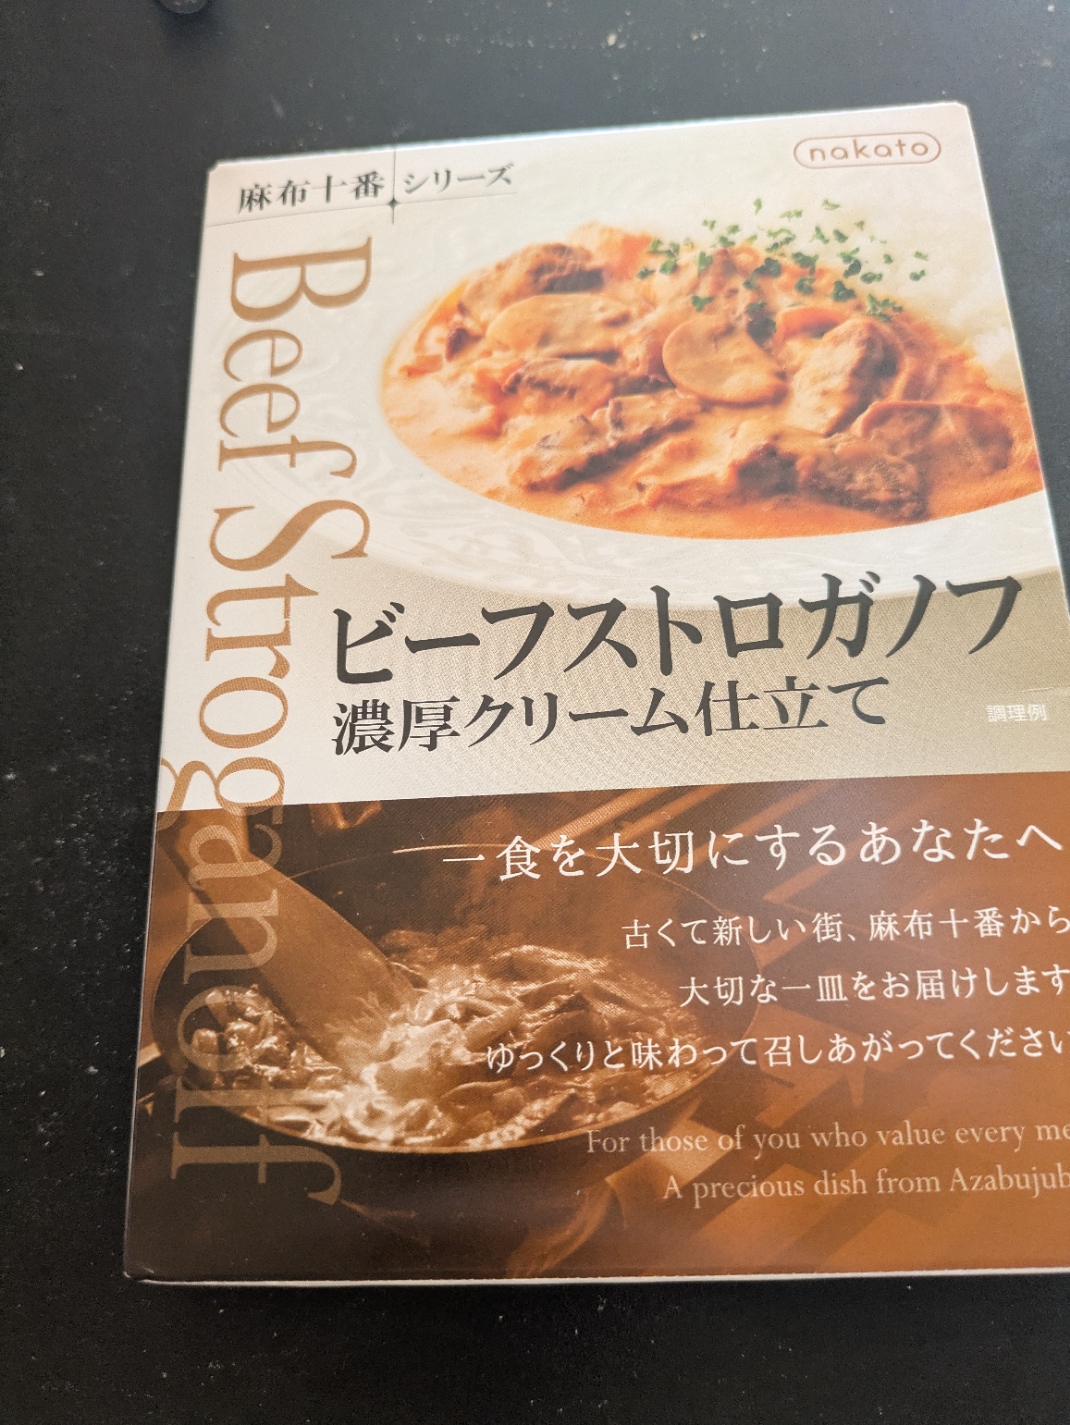 麻布十番シリーズ
nakato
Beef Stroganoff
ビーフストロガノフ
濃厚クリーム仕立て
調理例
一食を大切にするあなたへ
古くて新しい街、麻布十番から
大切な一皿をお届けします
ゆっくりと味わって召しあがってください
For those of you who value every me
A precious dish from Azabujub